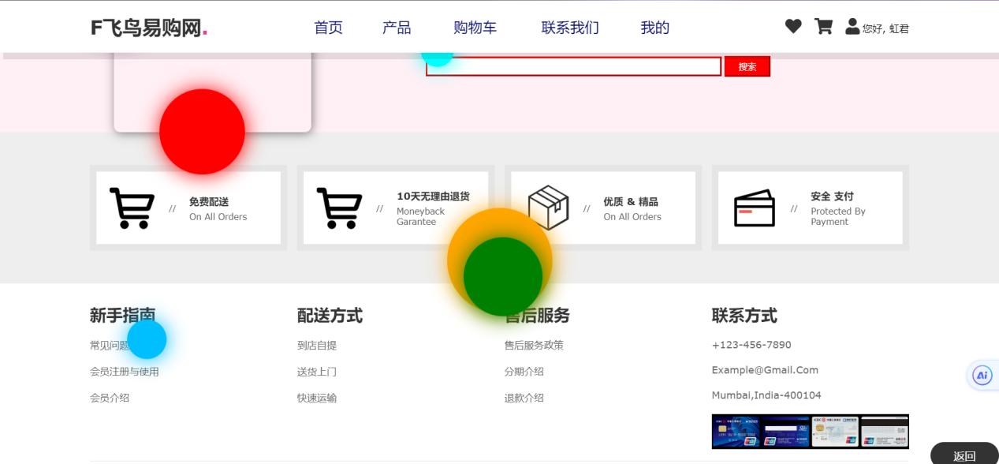 F飞鸟易购网.
首页 产品 购物车 联系我们 我的
您好, 虹君
搜索
// 免费配送
On All Orders
// 10天无理由退货
Moneyback
Garantee
// 优质 & 精品
On All Orders
// 安全 支付
Protected By
Payment
新手指南
常见问题
会员注册与使用
会员介绍
配送方式
到店自提
送货上门
快速运输
售后服务
售后服务政策
分期介绍
退款介绍
联系方式
+123-456-7890
Example@Gmail.Com
Mumbai,India-400104
Ai
返回